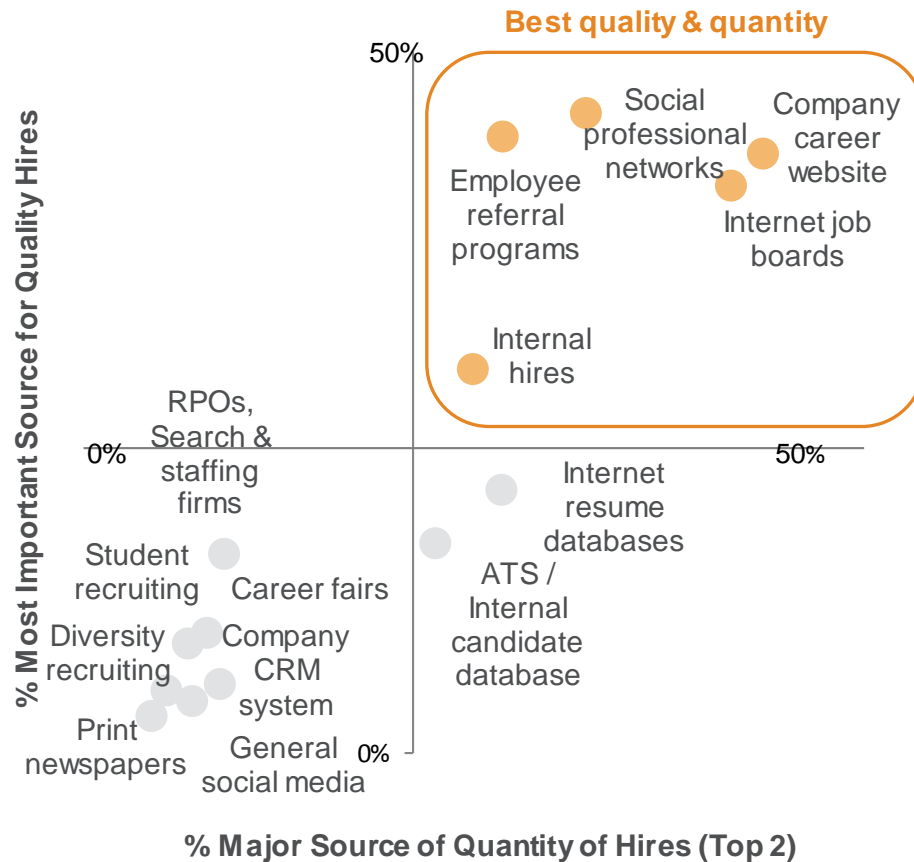 Best quality & quantity
50%
% Most Important Source for Quality Hires
Social
professional
networks
Company
career
website
Employee
referral
programs
Internet job
boards
Internal
hires
RPOs,
Search &
staffing
firms
0%
50%
Internet
resume
databases
Student
recruiting
Career fairs
ATS /
Internal
candidate
database
Diversity
recruiting
Company
CRM
system
Print
newspapers
General
social media
0%
% Major Source of Quantity of Hires (Top 2)